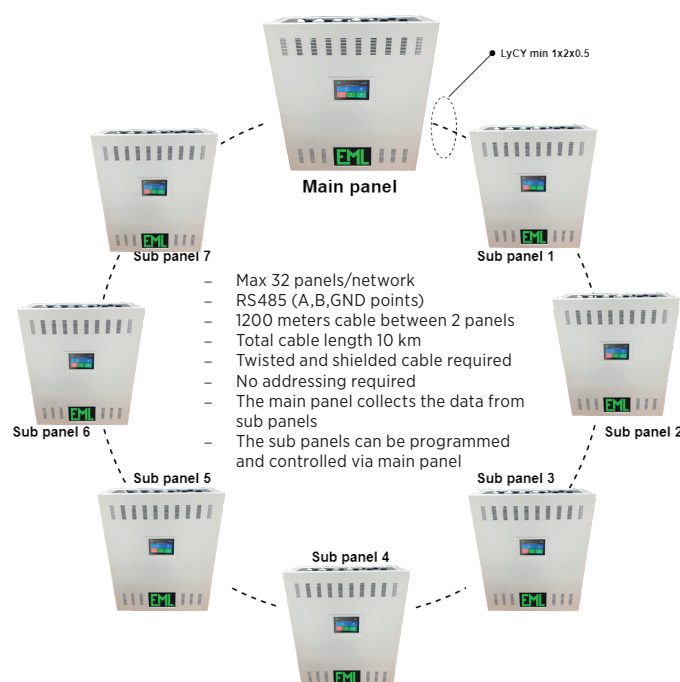 LyCY min 1x2x0.5
EML
Main panel
EML
Sub panel 7
EML
Sub panel 1
– Max 32 panels/network
– RS485 (A,B,GND points)
– 1200 meters cable between 2 panels
– Total cable length 10 km
– Twisted and shielded cable required
– No addressing required
– The main panel collects the data from
sub panels
– The sub panels can be programmed
and controlled via main panel
EML
Sub panel 6
EML
Sub panel 2
Sub panel 5
EML
Sub panel 3
EML
Sub panel 4
EML